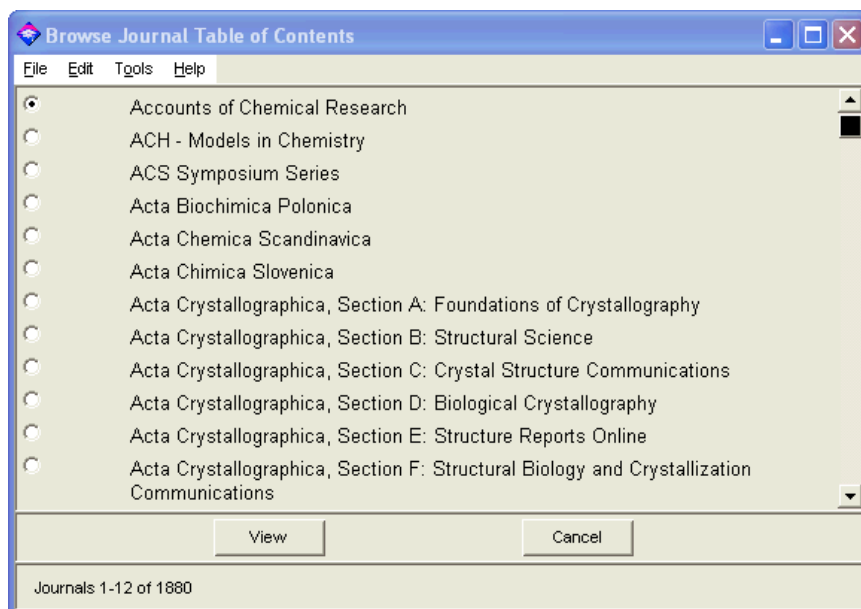 Browse Journal Table of Contents
File Edit Tools Help
Accounts of Chemical Research
ACH - Models in Chemistry
ACS Symposium Series
Acta Biochimica Polonica
Acta Chemica Scandinavica
Acta Chimica Slovenica
Acta Crystallographica, Section A: Foundations of Crystallography
Acta Crystallographica, Section B: Structural Science
Acta Crystallographica, Section C: Crystal Structure Communications
Acta Crystallographica, Section D: Biological Crystallography
Acta Crystallographica, Section E: Structure Reports Online
Acta Crystallographica, Section F: Structural Biology and Crystallization
Communications
View Cancel
Journals 1-12 of 1880